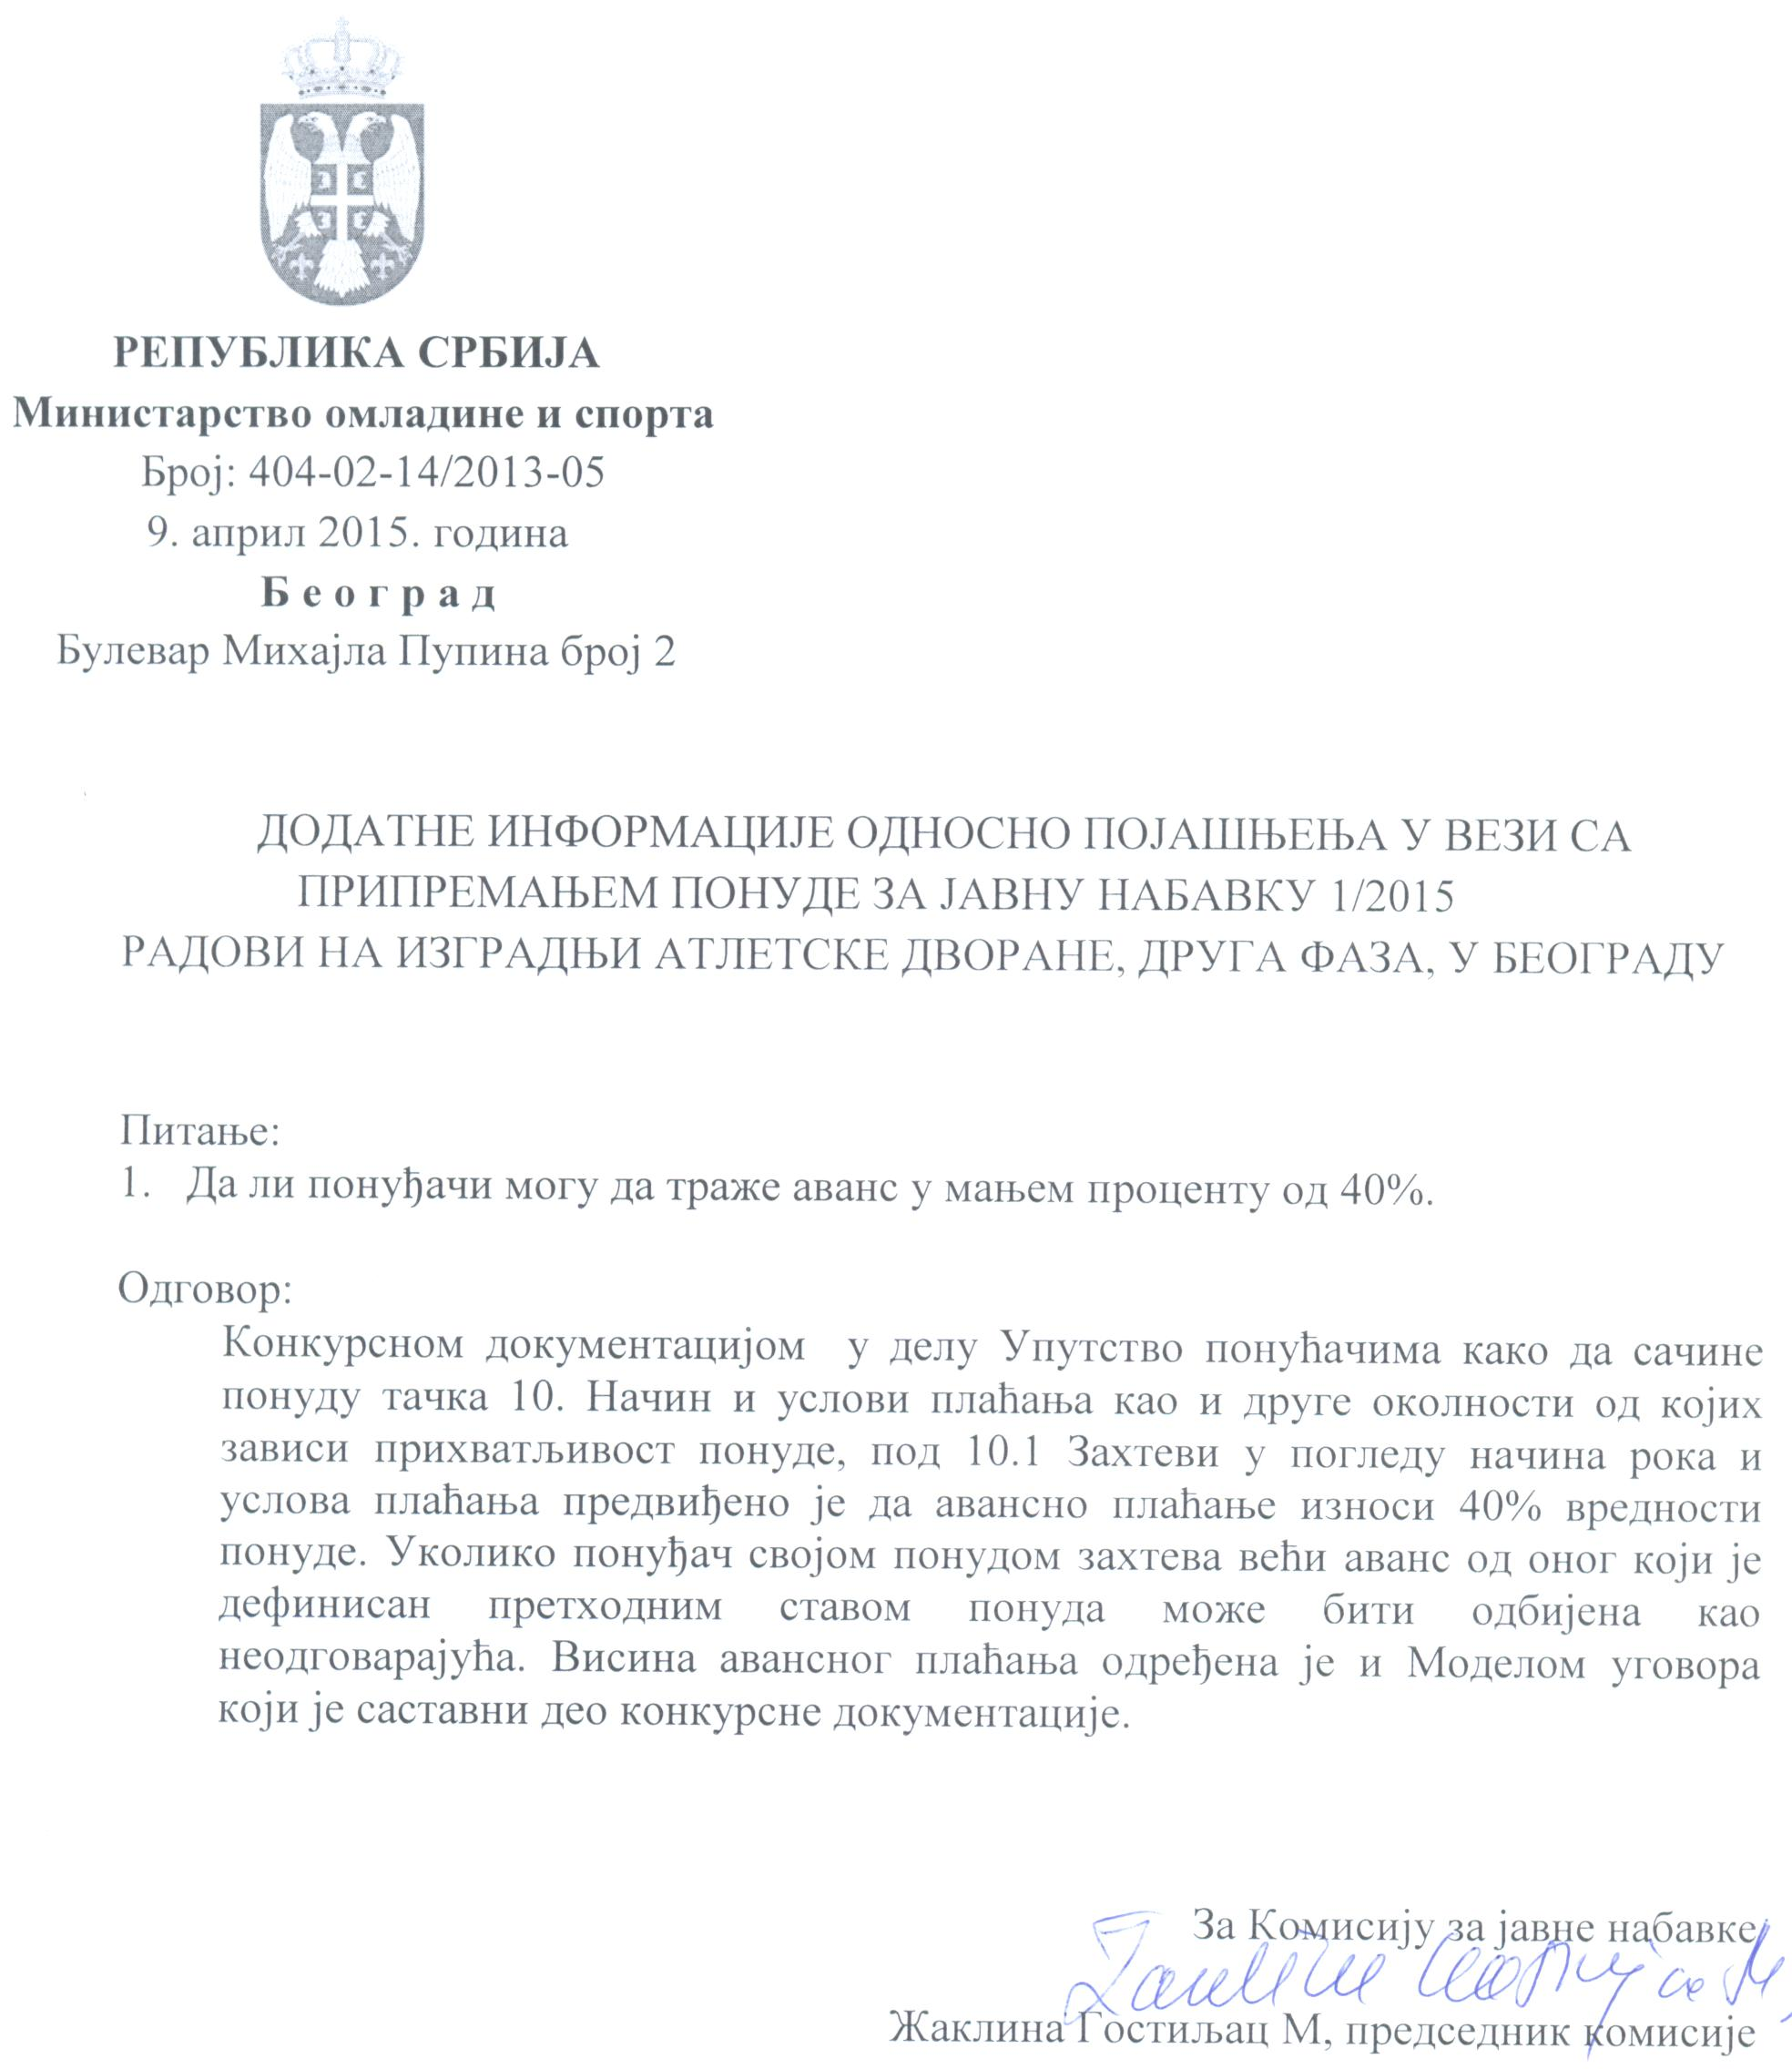 РЕПУБЛИКА СРБИЈА
Министарство омладине и спорта
Број: 404-02-14/2013-05
9. април 2015. година
Б е о г р а д
Булевар Михајла Пупина број 2
ДОДАТНЕ ИНФОРМАЦИЈЕ ОДНОСНО ПОЈАШЊЕЊА У ВЕЗИ СА
ПРИПРЕМАЊЕМ ПОНУДЕ ЗА ЈАВНУ НАБАВКУ 1/2015
РАДОВИ НА ИЗГРАДЊИ АТЛЕТСКЕ ДВОРАНЕ, ДРУГА ФАЗА, У БЕОГРАДУ
Питање:
1. Да ли понуђачи могу да траже аванс у мањем проценту од 40%.
Одговор:
Конкурсном документацијом у делу Упутство понућачима како да сачине
понуду тачка 10. Начин и услови плаћања као и друге околности од којих
зависи прихватљивост понуде, под 10.1 Захтеви у погледу начина рока и
услова плаћања предвиђено је да авансно плаћање износи 40% вредности
понуде. Уколико понуђач својом понудом захтева већи аванс од оног који је
дефинисан претходним ставом понуда може бити одбијена као
неодговарајућа. Висина авансног плаћања одређена је и Моделом уговора
који је саставни део конкурсне документације.
За Комисију за јавне набавке
Жаклина Гостиљац М, председник комисије